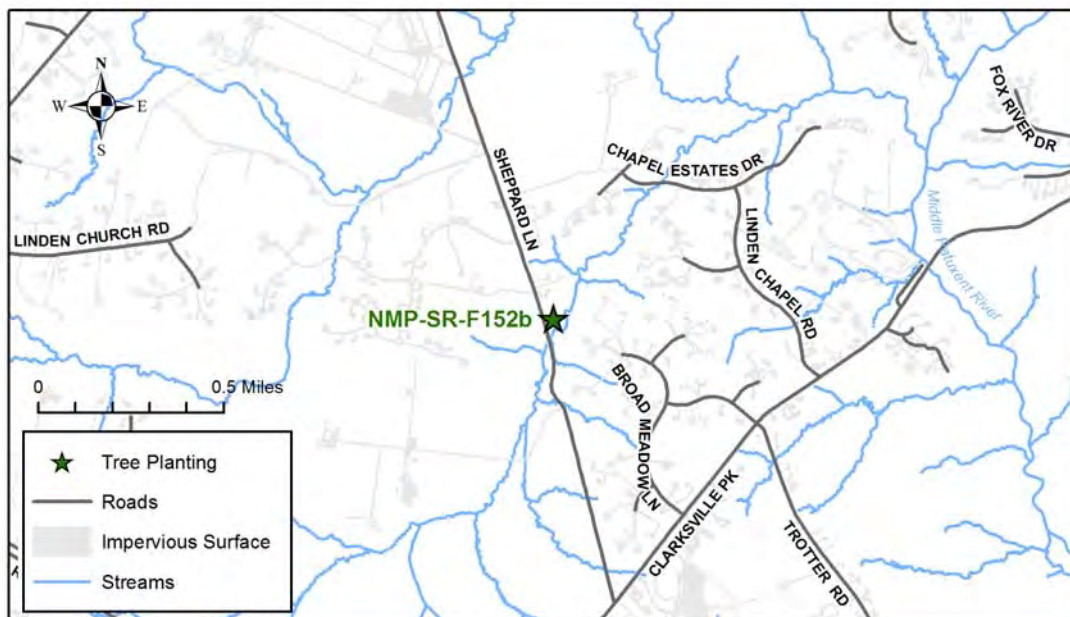 N
W
E
S
SHEPPARD LN
CHAPEL ESTATES DR
FOX RIVER DR
LINDEN CHURCH RD
LINDEN CHAPEL RD
Middle Patuxent River
NMP-SR-F152b
BROAD MEADOW LN
CLARKSVILLE PK
TROTTER RD
0
0.5 Miles
Tree Planting
Roads
Impervious Surface
Streams